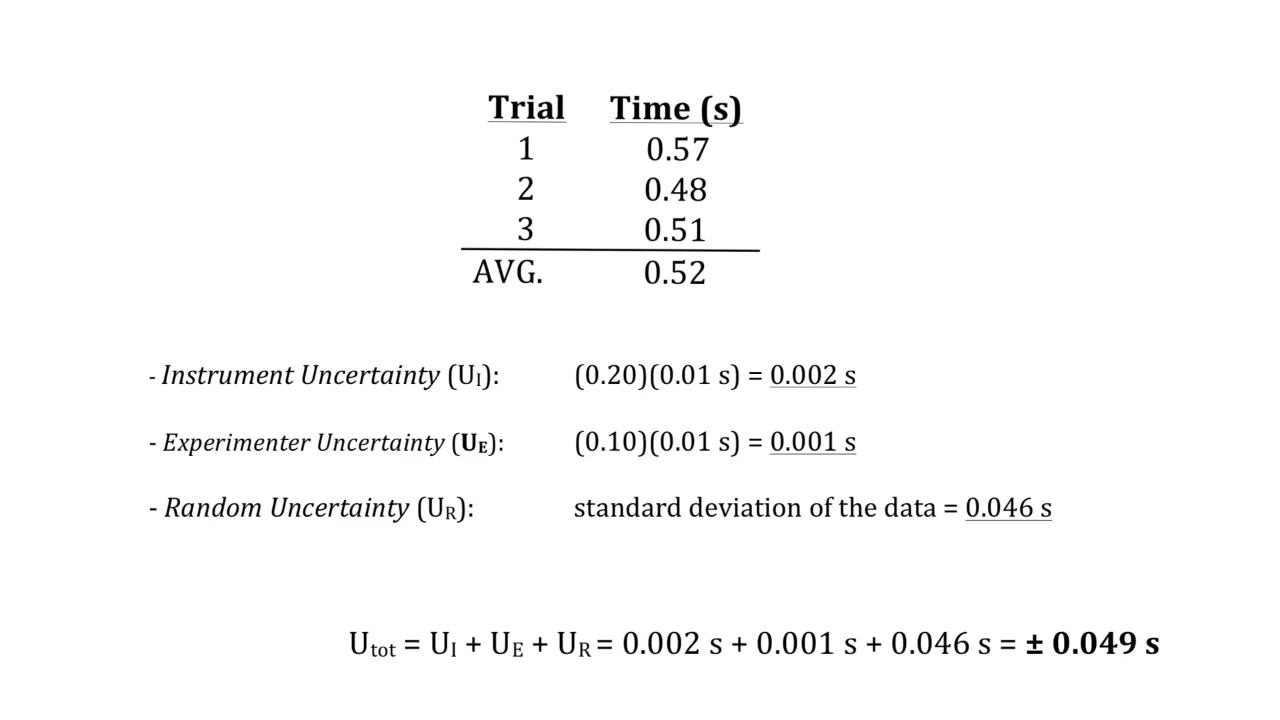 Trial Time (s)
1 0.57
2 0.48
3 0.51
AVG. 0.52
- Instrument Uncertainty (UI): (0.20)(0.01 s) = 0.002 s
- Experimenter Uncertainty (UE): (0.10)(0.01 s) = 0.001 s
- Random Uncertainty (UR): standard deviation of the data = 0.046 s
Utot = UI + UE + UR = 0.002 s + 0.001 s + 0.046 s = ± 0.049 s